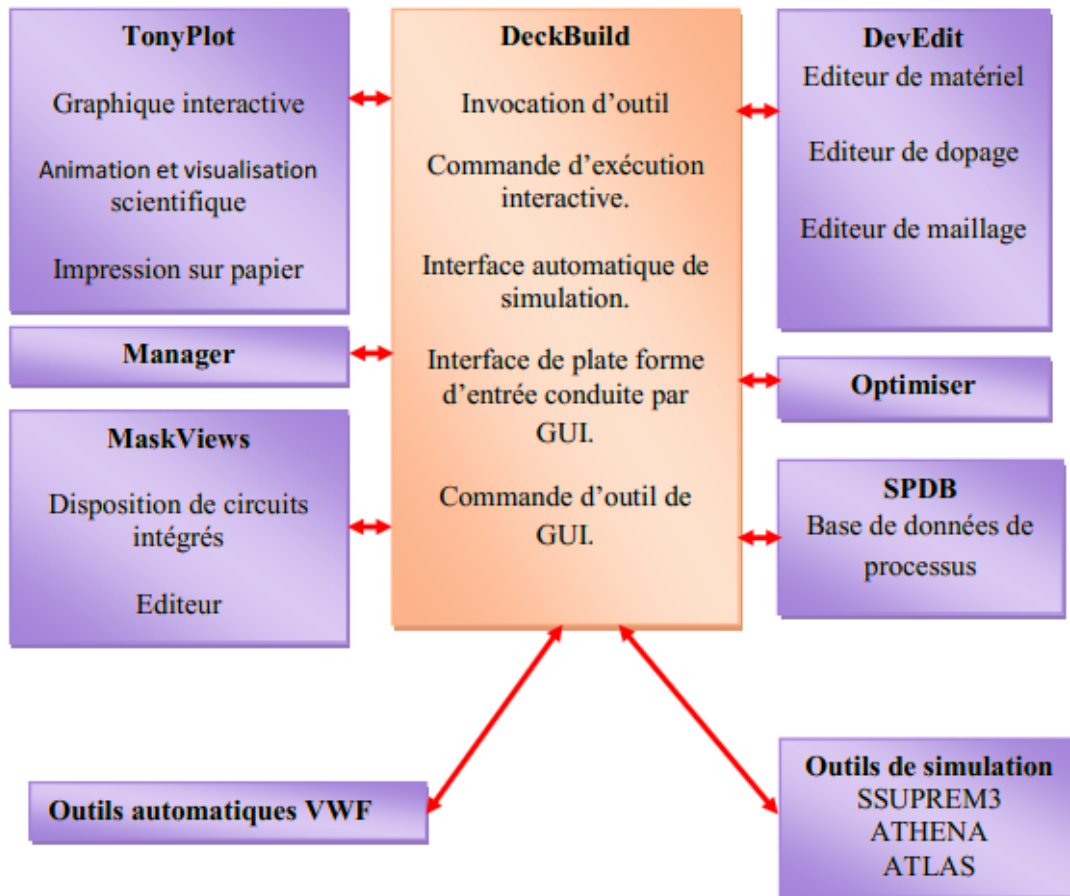 TonyPlot
Graphique interactive
Animation et visualisation
scientifique
Impression sur papier
Manager
MaskViews
Disposition de circuits
intégrés
Editeur
DeckBuild
Invocation d’outil
Commande d’exécution
interactive.
Interface automatique de
simulation.
Interface de plate forme
d’entrée conduite par
GUI.
Commande d’outil de
GUI.
DevEdit
Editeur de matériel
Editeur de dopage
Editeur de maillage
Optimiser
SPDB
Base de données de
processus
Outils automatiques VWF
Outils de simulation
SSUPREM3
ATHENA
ATLAS